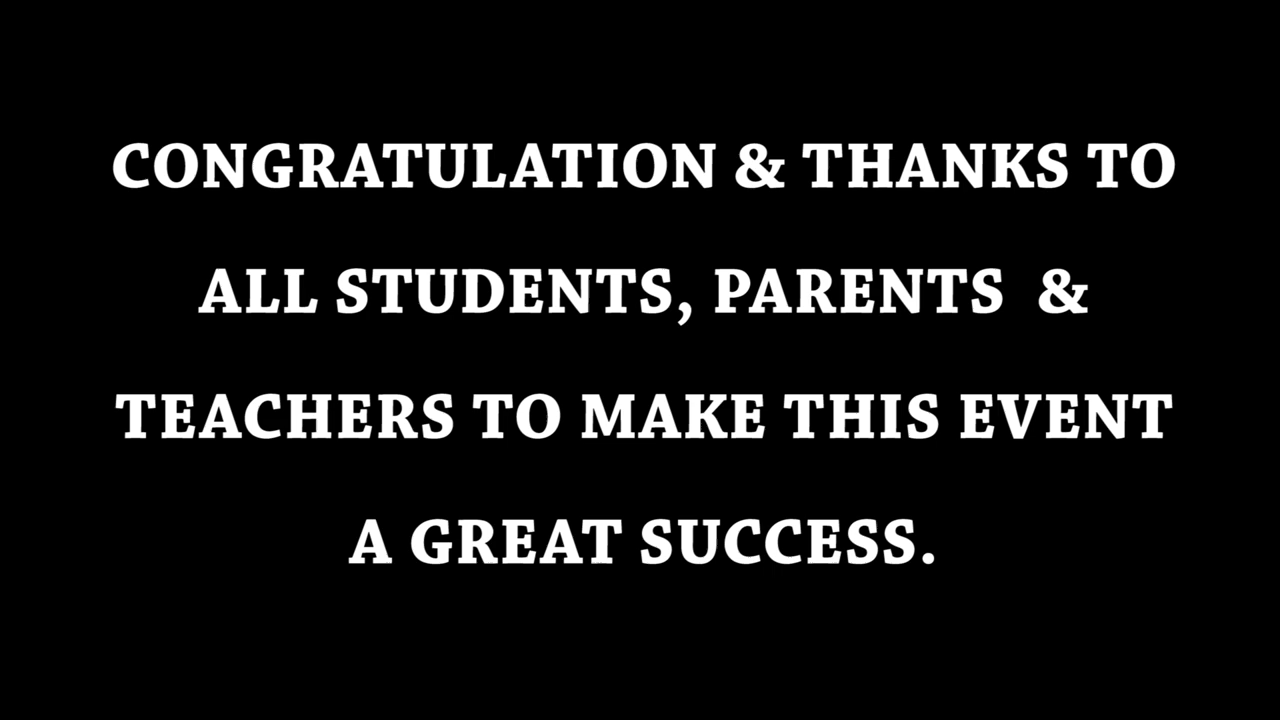 CONGRATULATION & THANKS TO
ALL STUDENTS, PARENTS  &
TEACHERS TO MAKE THIS EVENT
A GREAT SUCCESS.